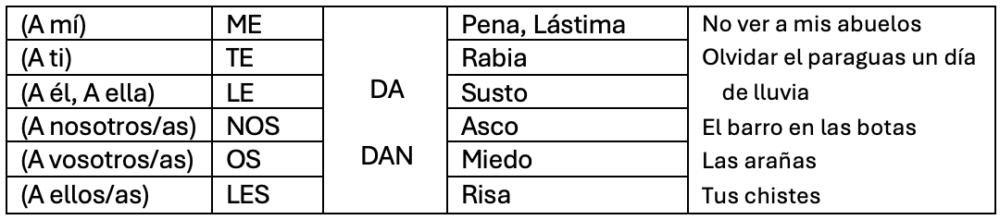 (A mí) ME Pena, Lástima No ver a mis abuelos
(A ti) TE Rabia Olvidar el paraguas un día
(A él, A ella) LE DA Susto de lluvia
(A nosotros/as) NOS Asco El barro en las botas
(A vosotros/as) OS DAN Miedo Las arañas
(A ellos/as) LES Risa Tus chistes